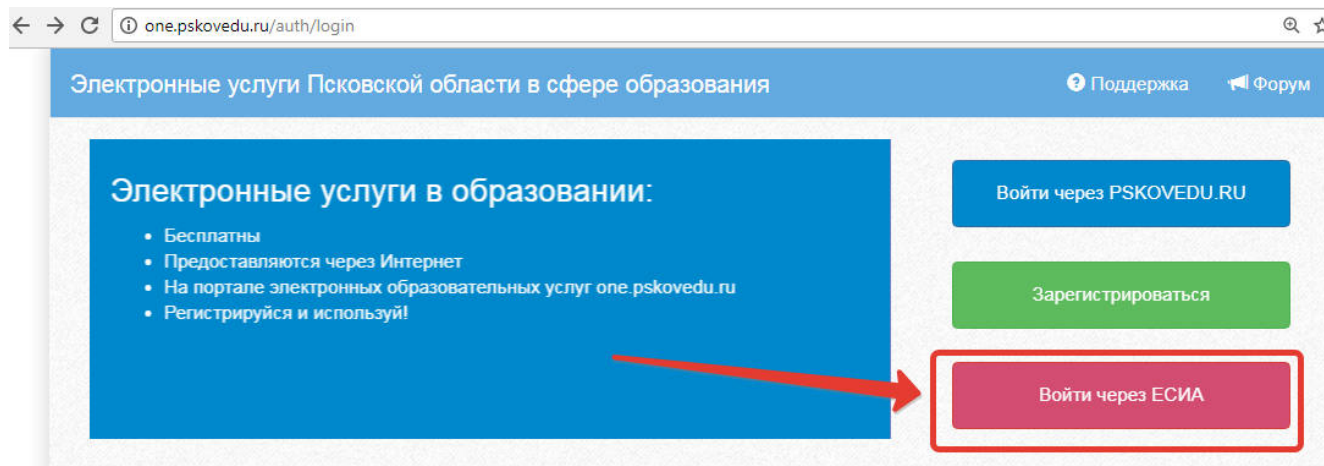 one.pskovedu.ru/auth/login
Электронные услуги Псковской области в сфере образования
Поддержка
Форум
Электронные услуги в образовании:
• Бесплатны
• Предоставляются через Интернет
• На портале электронных образовательных услуг one.pskovedu.ru
• Регистрируйся и используй!
Войти через PSKOVEDU.RU
Зарегистрироваться
Войти через ЕСИА